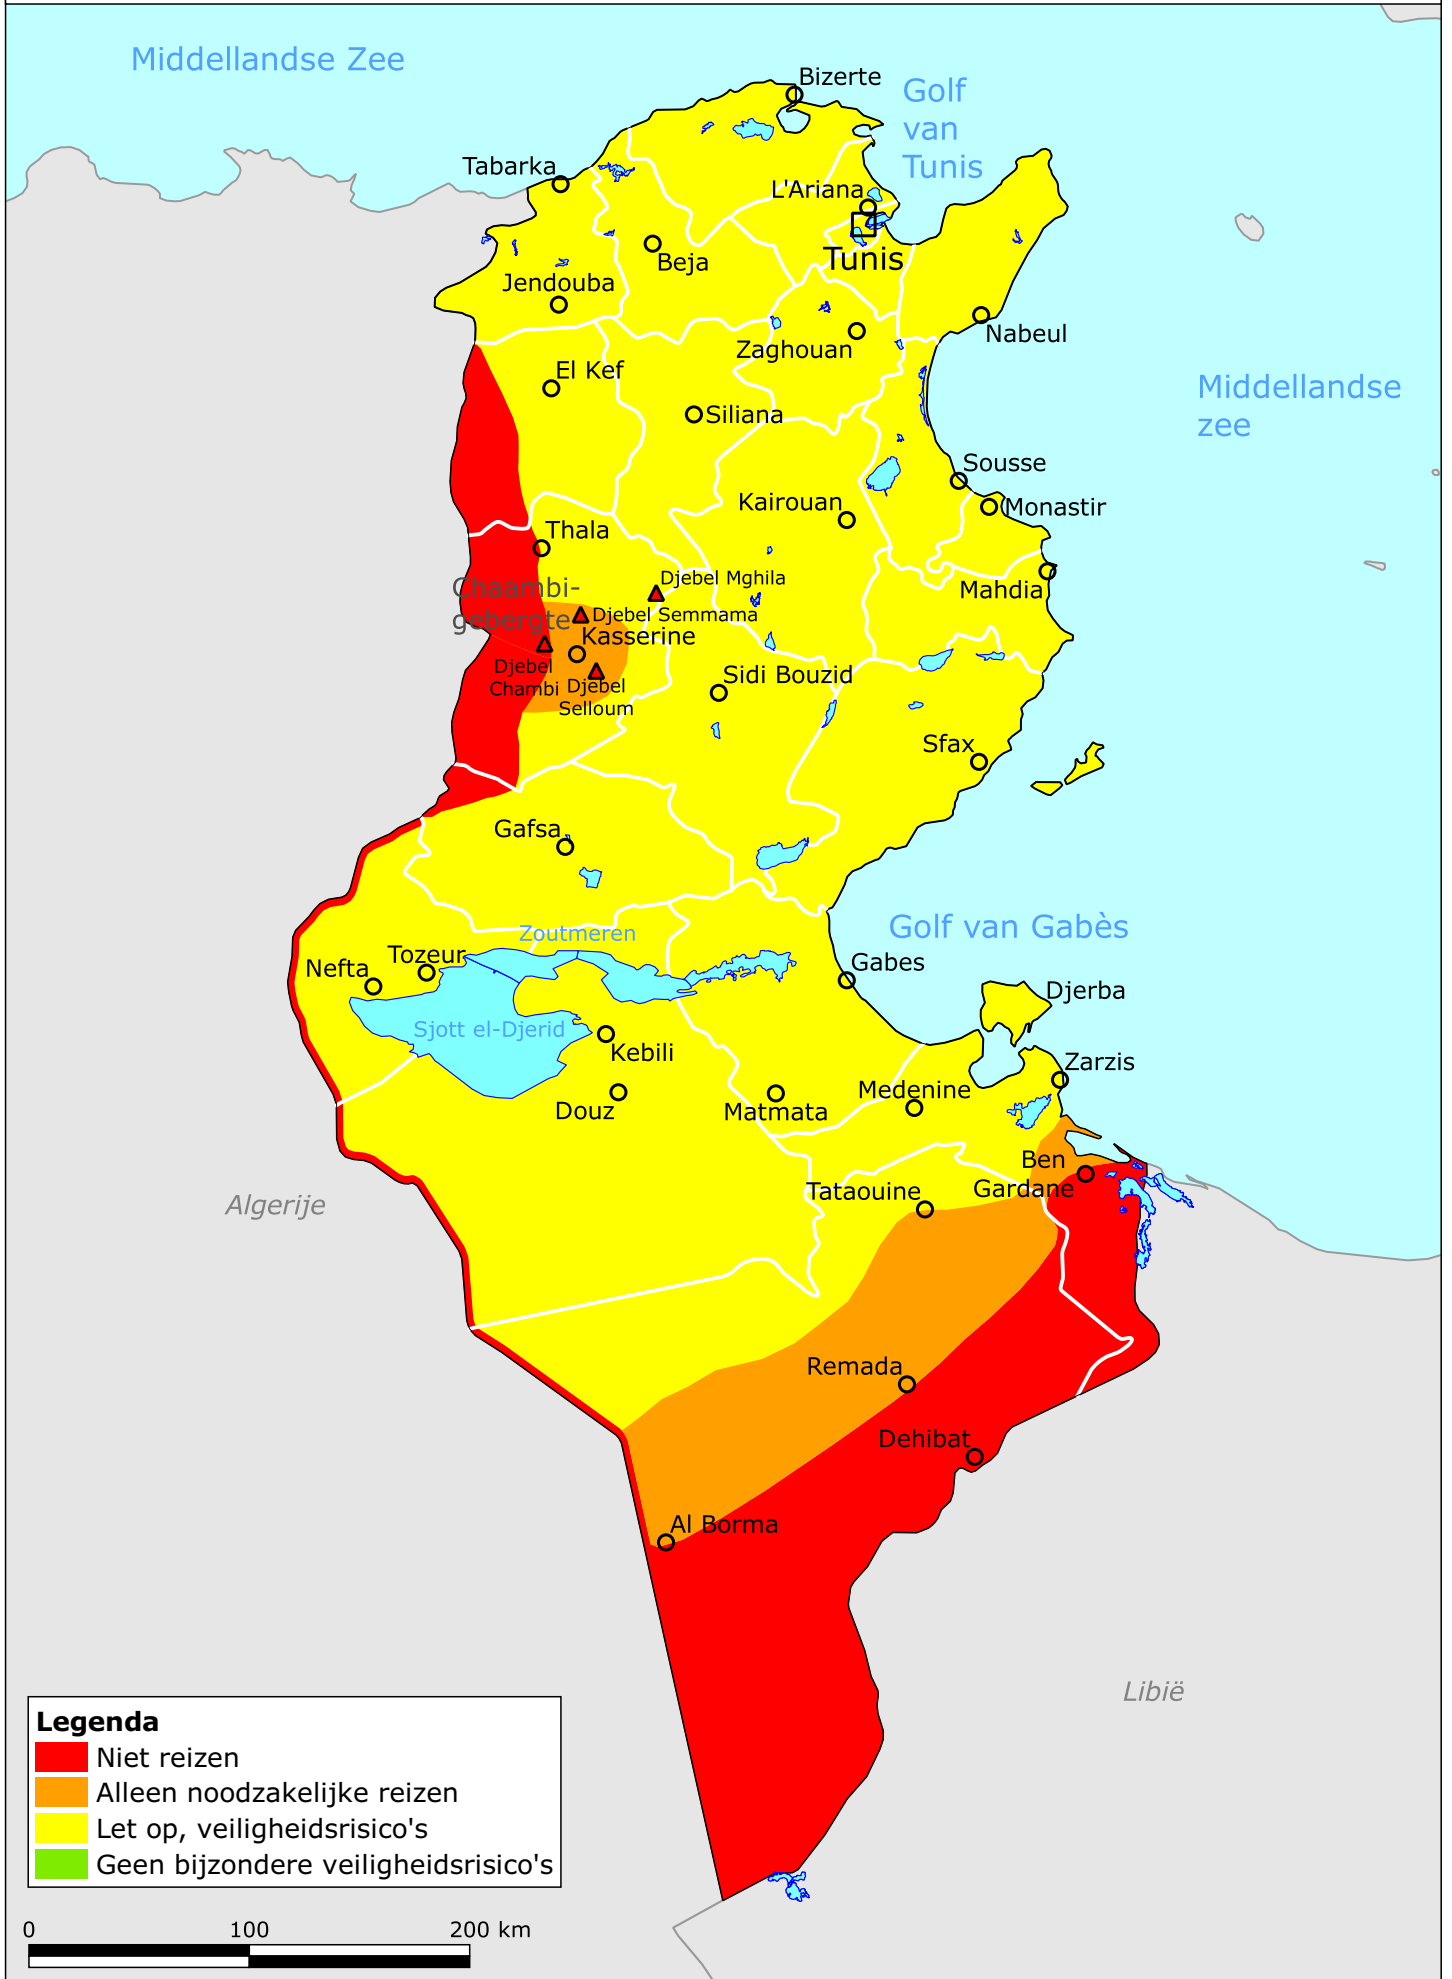 Middellandse Zee
Bizerte
Golf
van
Tunis
Tabarka
L'Ariana
Tunis
Beja
Jendouba
Nabeul
Zaghouan
El Kef
Middellandse
zee
Siliana
Sousse
Kairouan
Monastir
Thala
Djebel Mghila
Mahdia
Chaambi-
gebergte
Djebel Semmama
Kasserine
Djebel
Chambi
Djebel
Selloum
Sidi Bouzid
Sfax
Gafsa
Zoutmeren
Golf van Gabès
Tozeur
Nefta
Gabes
Djerba
Sjott el-Djerid
Kebili
Zarzis
Douz
Matmata
Medenine
Ben
Gardane
Tataouine
Algerije
Remada
Dehibat
Al Borma
Libië
Legenda
Niet reizen
Alleen noodzakelijke reizen
Let op, veiligheidsrisico's
Geen bijzondere veiligheidsrisico's
0 100 200 km